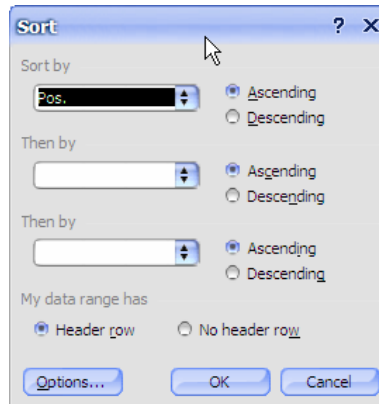 Sort ? X
Sort by
Pos.
Ascending
Descending
Then by
Ascending
Descending
Then by
Ascending
Descending
My data range has
Header row No header row
Options... OK Cancel